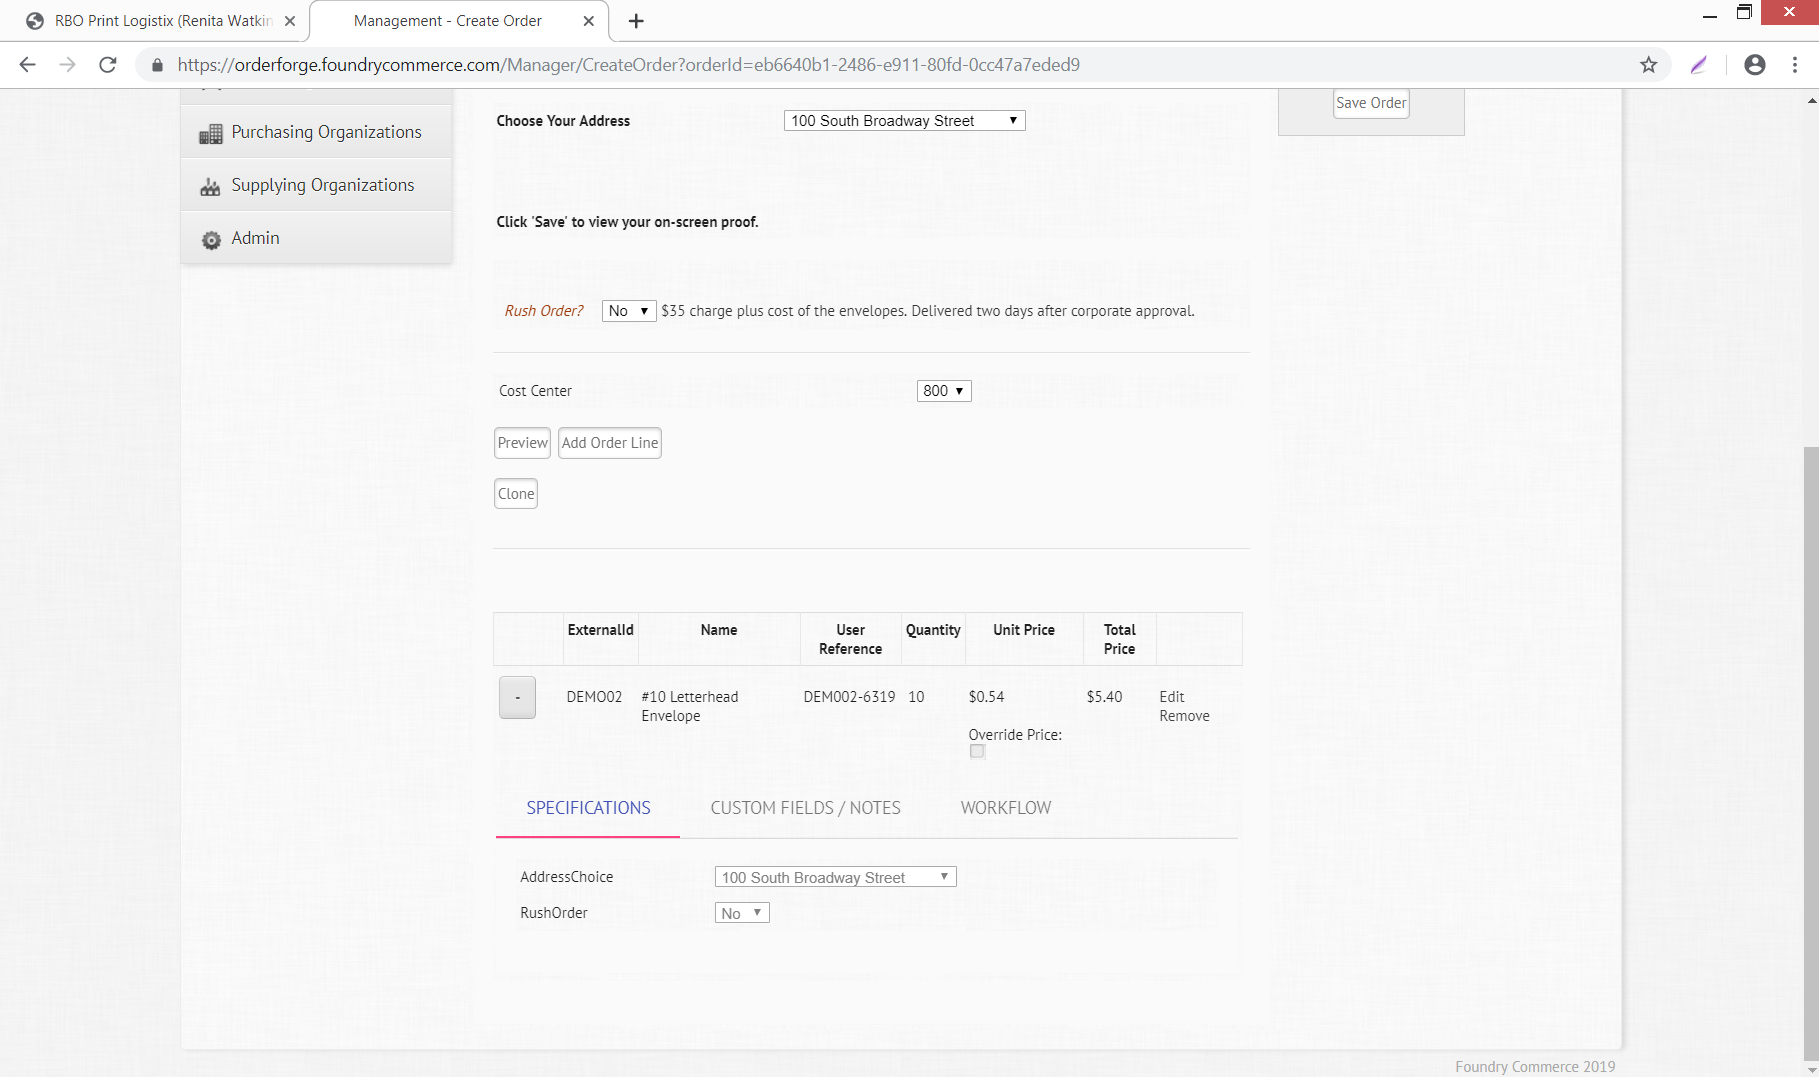 RBO Print Logistix (Renita Watkin
Management - Create Order
https://orderforge.foundrycommerce.com/Manager/CreateOrder?orderId=eb6640b1-2486-e911-80fd-0cc47a7eded9
Purchasing Organizations
Supplying Organizations
Admin
Choose Your Address
100 South Broadway Street
Save Order
Click 'Save' to view your on-screen proof.
Rush Order? No $35 charge plus cost of the envelopes. Delivered two days after corporate approval.
Cost Center 800
Preview Add Order Line
Clone
ExternalId Name User Reference Quantity Unit Price Total Price
- DEMO02 #10 Letterhead Envelope DEM002-6319 10 $0.54 $5.40 Edit
Remove
Override Price:
SPECIFICATIONS CUSTOM FIELDS / NOTES WORKFLOW
AddressChoice 100 South Broadway Street
RushOrder No
Foundry Commerce 2019